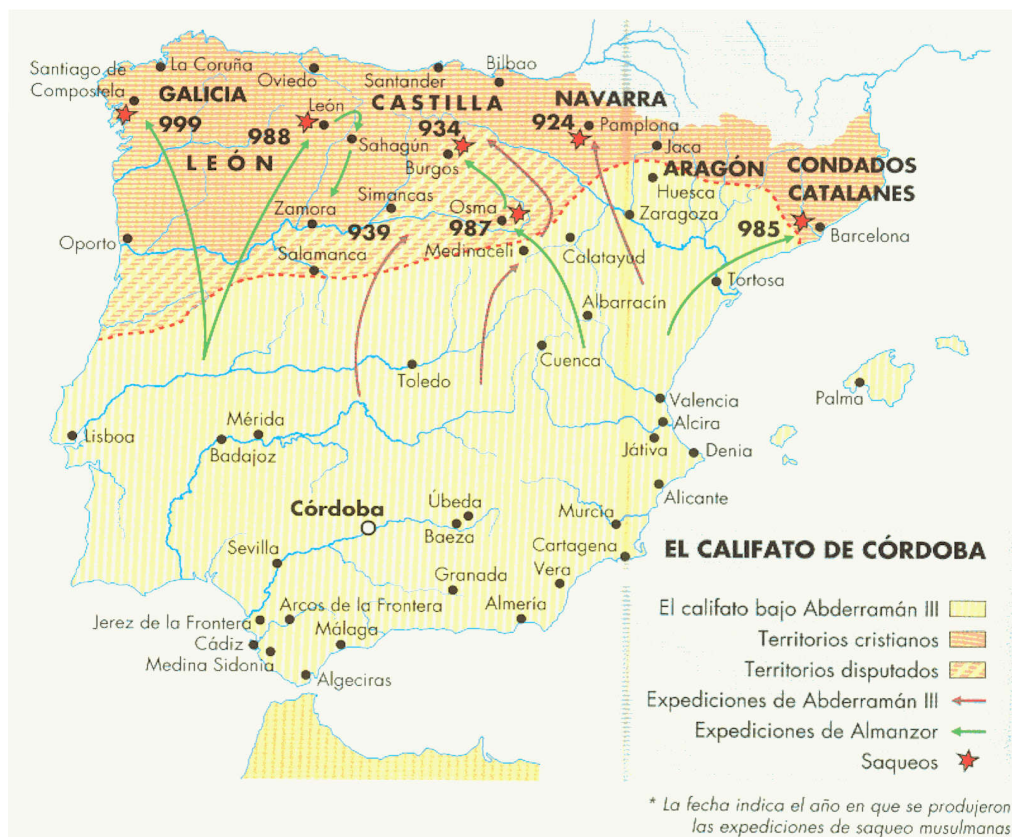 La Coruña
Oviedo
Santander
Bilbao
Santiago de
Compostela
GALICIA
999
988
León
CASTILLA
934
NAVARRA
924
Pamplona
Sahagún
Burgos
Jaca
LEÓN
ARAGÓN
CONDADOS
CATALANES
Huesca
Simancas
Zamora
Osma
Zaragoza
939
987
985
Barcelona
Oporto
Salamanca
Medinaceli
Calatayud
Tortosa
Albarracín
Cuenca
Toledo
Palma
Valencia
Alcira
Mérida
Lisboa
Badajoz
Játiva
Denia
Alicante
Córdoba
Úbeda
Baeza
Murcia
Sevilla
Cartagena
Granada
Vera
Arcos de la Frontera
Almería
Jerez de la Frontera
Cádiz
Málaga
Medina Sidonia
Algeciras
EL CALIFATO DE CÓRDOBA
El califato bajo Abderramán III
Territorios cristianos
Territorios disputados
Expediciones de Abderramán III
Expediciones de Almanzor
Saqueos
* La fecha indica el año en que se produjeron
las expediciones de saqueo musulmanas